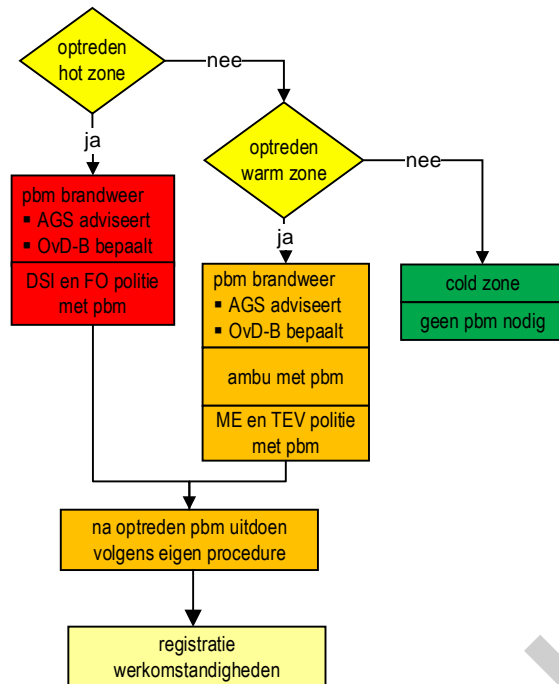 optreden
hot zone
nee
ja
optreden
warm zone
nee
ja
pbm brandweer
▪ AGS adviseert
▪ OvD-B bepaalt
DSI en FO politie
met pbm
pbm brandweer
▪ AGS adviseert
▪ OvD-B bepaalt
ambu met pbm
ME en TEV politie
met pbm
cold zone
geen pbm nodig
na optreden pbm uitdoen
volgens eigen procedure
registratie
werkomstandigheden